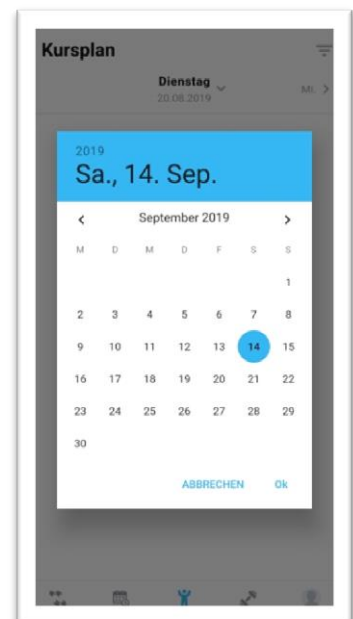 Kursplan
Dienstag
20.08.2019
Mi.
2019
Sa., 14. Sep.
September 2019
M D M D F S S
1
2 3 4 5 6 7 8
9 10 11 12 13 14 15
16 17 18 19 20 21 22
23 24 25 26 27 28 29
30
ABBRECHEN Ok